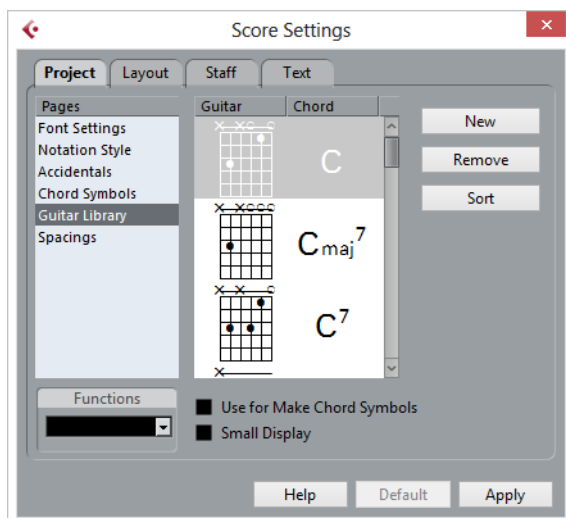 Score Settings
Project Layout Staff Text
Pages
Font Settings
Notation Style
Accidentals
Chord Symbols
Guitar Library
Spacings
Guitar Chord
C
Cmaj7
C7
New
Remove
Sort
Functions
Use for Make Chord Symbols
Small Display
Help Default Apply